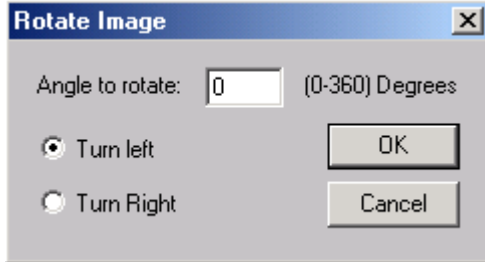 Rotate Image
Angle to rotate: 0 (0-360) Degrees
Turn left OK
Turn Right Cancel